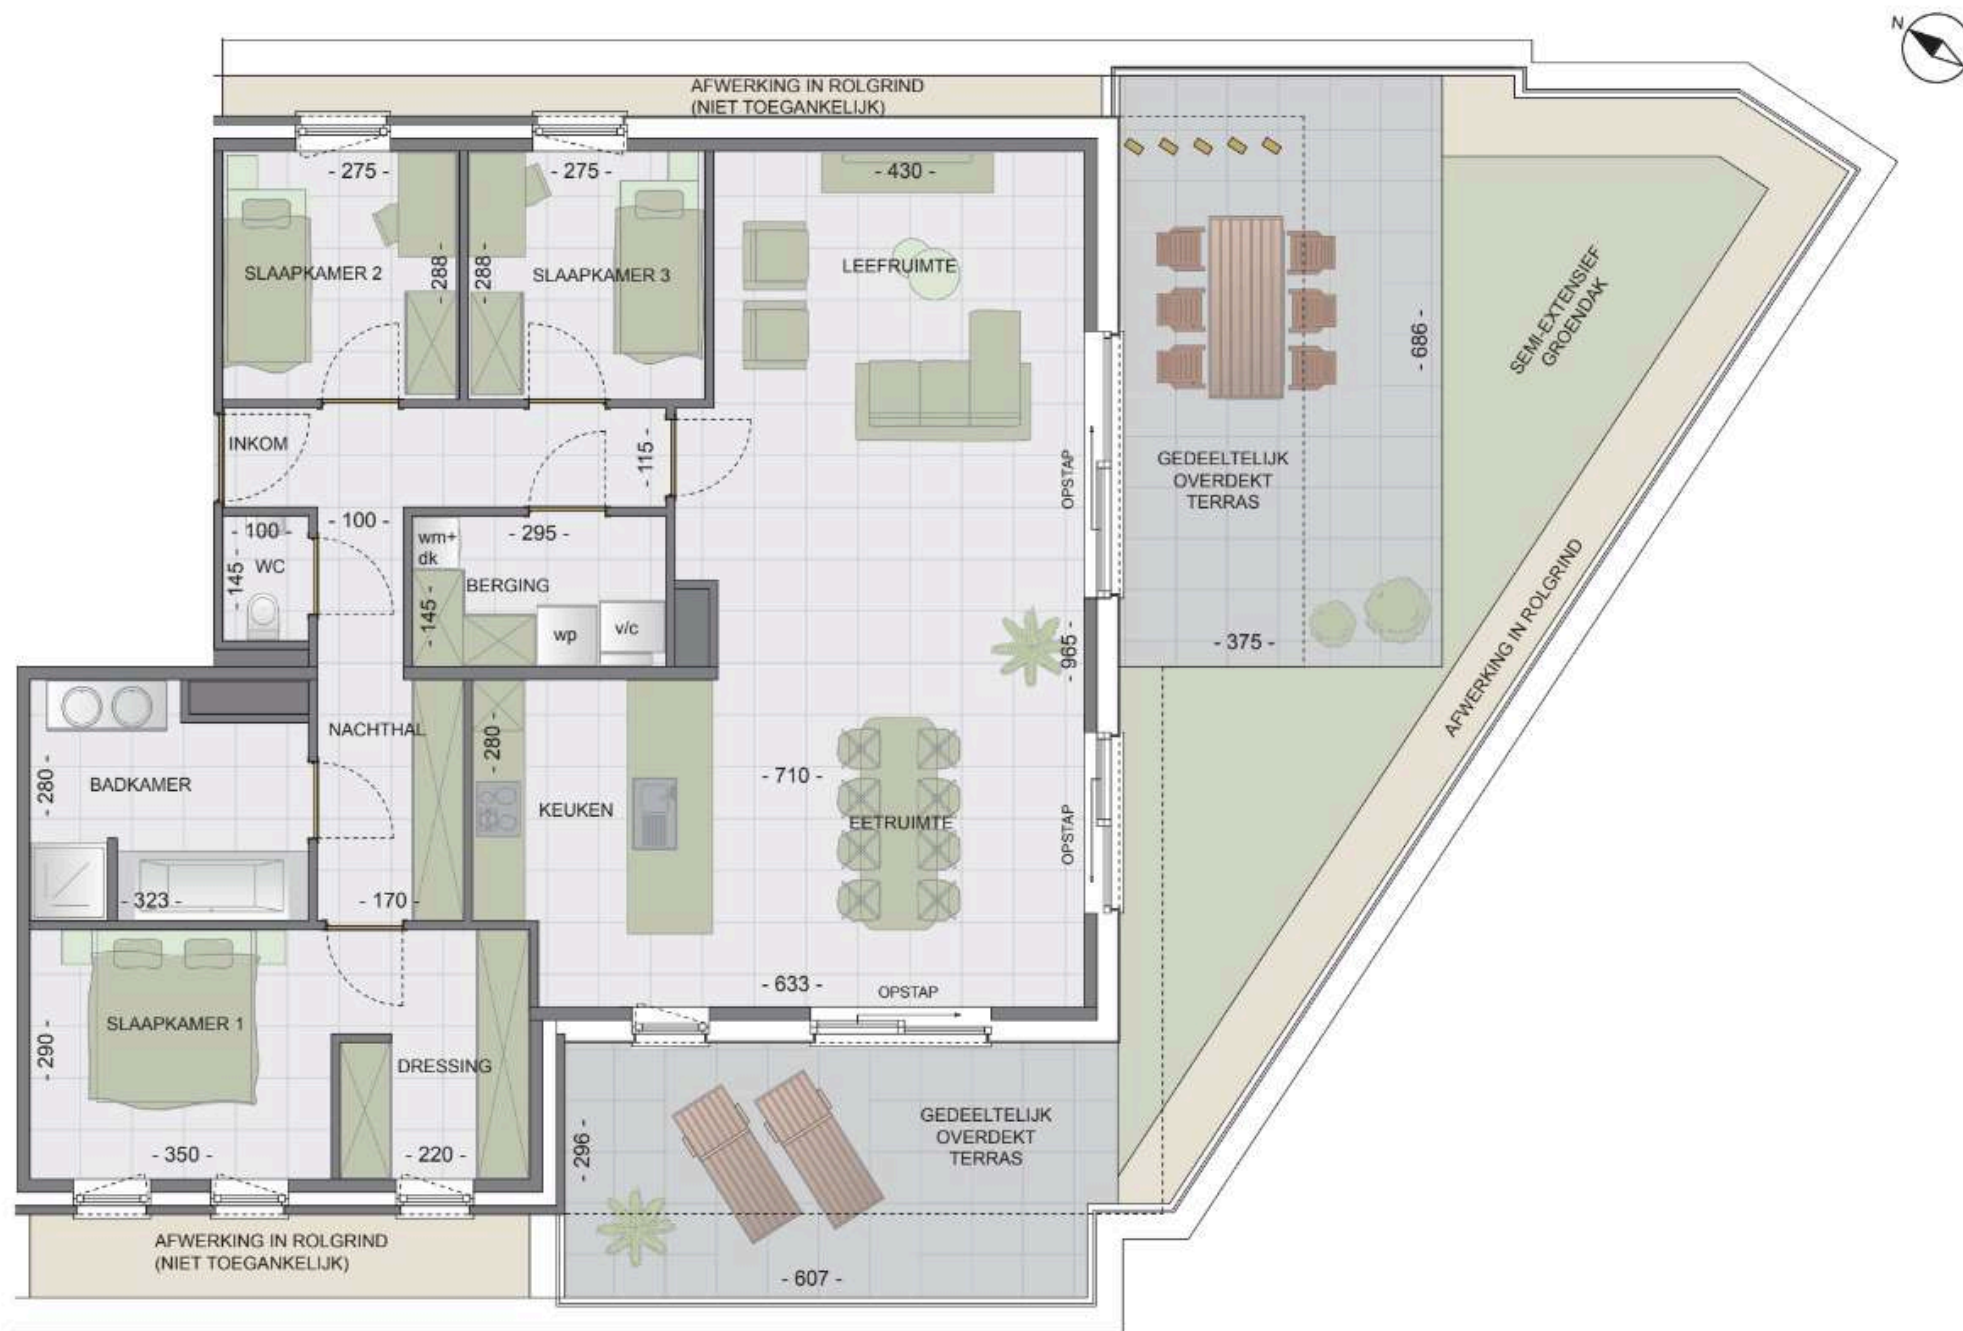 N
AFWERKING IN ROLGRIND
(NIET TOEGANKELIJK)
- 275 -
- 275 -
- 430 -
SLAAPKAMER 2
- 288 -
- 288 -
SLAAPKAMER 3
LEEFRUIMTE
SEMI-EXTENSIEF
GROENDAK
- 686 -
INKOM
- 115 -
OPSTAP
GEDEELTELIJK
OVERDEKT
TERRAS
- 100 -
- 100 -
wm+
dk
- 295 -
- 145 -
WC
BERGING
- 145 -
wp
v/c
- 965 -
- 375 -
AFWERKING IN ROLGRIND
NACHTHAL
- 280 -
BADKAMER
- 280 -
KEUKEN
- 710 -
EETRUIMTE
OPSTAP
- 323 -
- 170 -
- 633 -
OPSTAP
SLAAPKAMER 1
- 290 -
DRESSING
- 350 -
- 220 -
- 296 -
GEDEELTELIJK
OVERDEKT
TERRAS
AFWERKING IN ROLGRIND
(NIET TOEGANKELIJK)
- 607 -